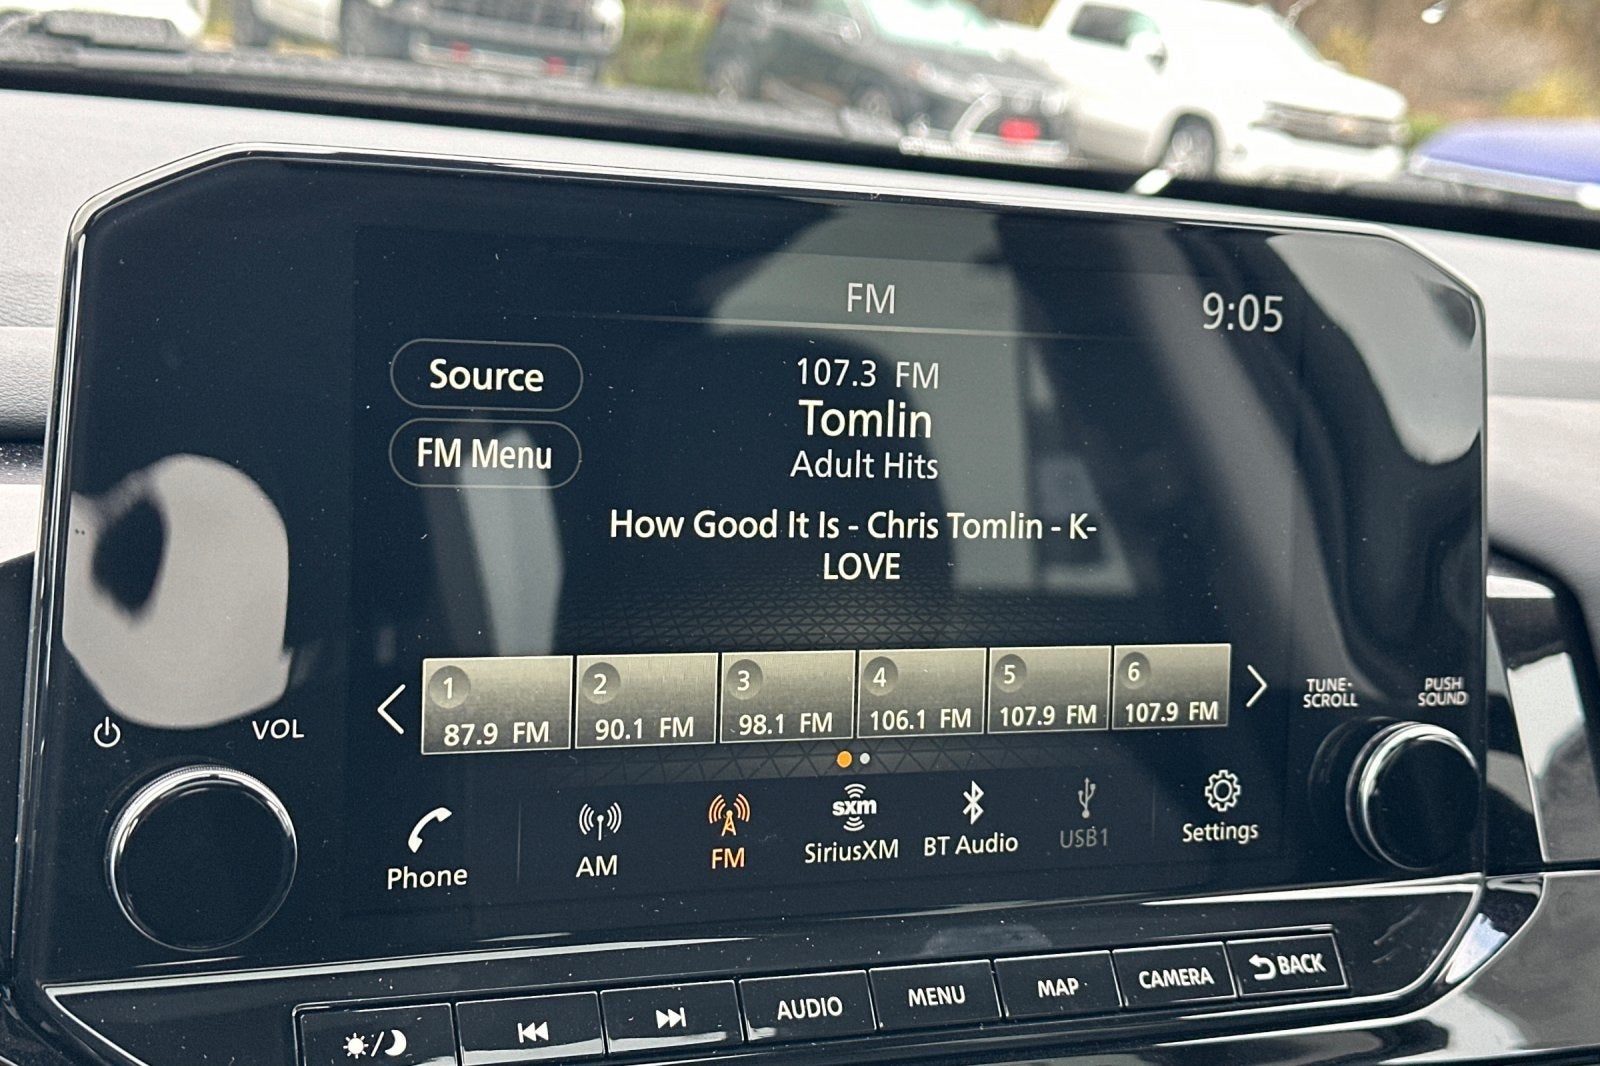 FM
9:05
Source
FM Menu
107.3 FM
Tomlin
Adult Hits
How Good It Is - Chris Tomlin - K-
LOVE
1
87.9 FM
2
90.1 FM
3
98.1 FM
4
106.1 FM
5
107.9 FM
6
107.9 FM
VOL
TUNE·
SCROLL
PUSH
SOUND
Phone
AM
FM
sxm
SiriusXM
BT Audio
USB1
Settings
AUDIO
MENU
MAP
CAMERA
BACK